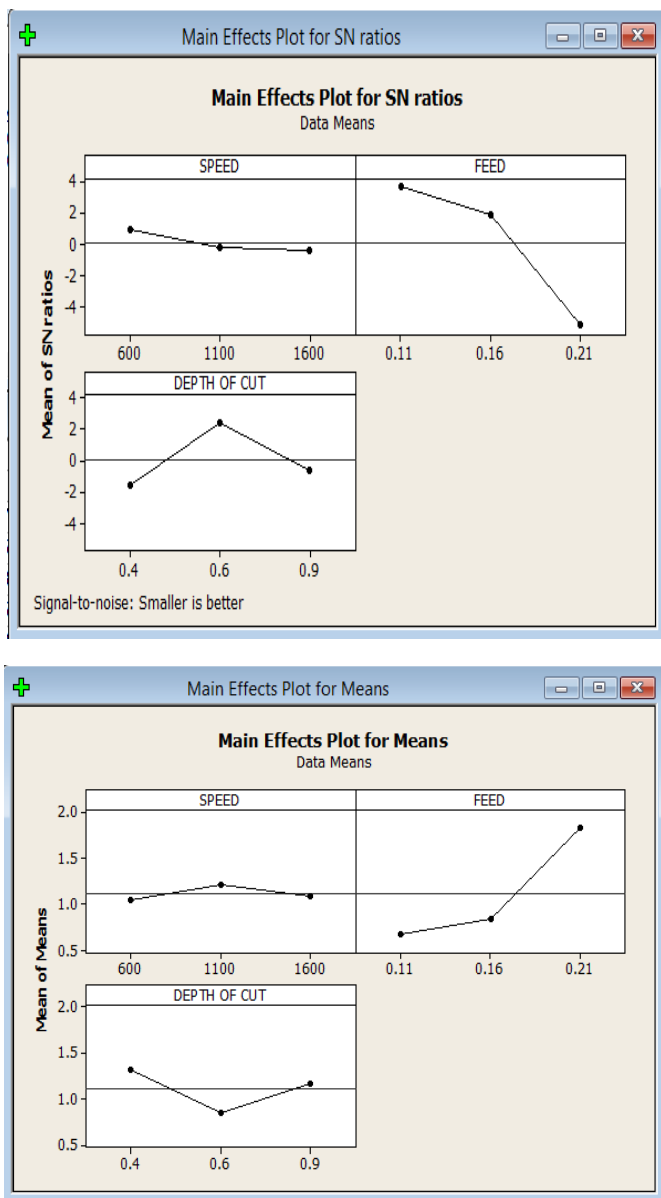 Main Effects Plot for SN ratios
Main Effects Plot for SN ratios
Data Means
SPEED
FEED
4
2
0
-2
-4
Mean of SN ratios
600 1100 1600
0.11 0.16 0.21
DEPTH OF CUT
4
2
0
-2
-4
0.4 0.6 0.9
Signal-to-noise: Smaller is better
Main Effects Plot for Means
Main Effects Plot for Means
Data Means
SPEED
FEED
2.0
1.5
1.0
0.5
Mean of Means
600 1100 1600
0.11 0.16 0.21
DEPTH OF CUT
2.0
1.5
1.0
0.5
0.4 0.6 0.9